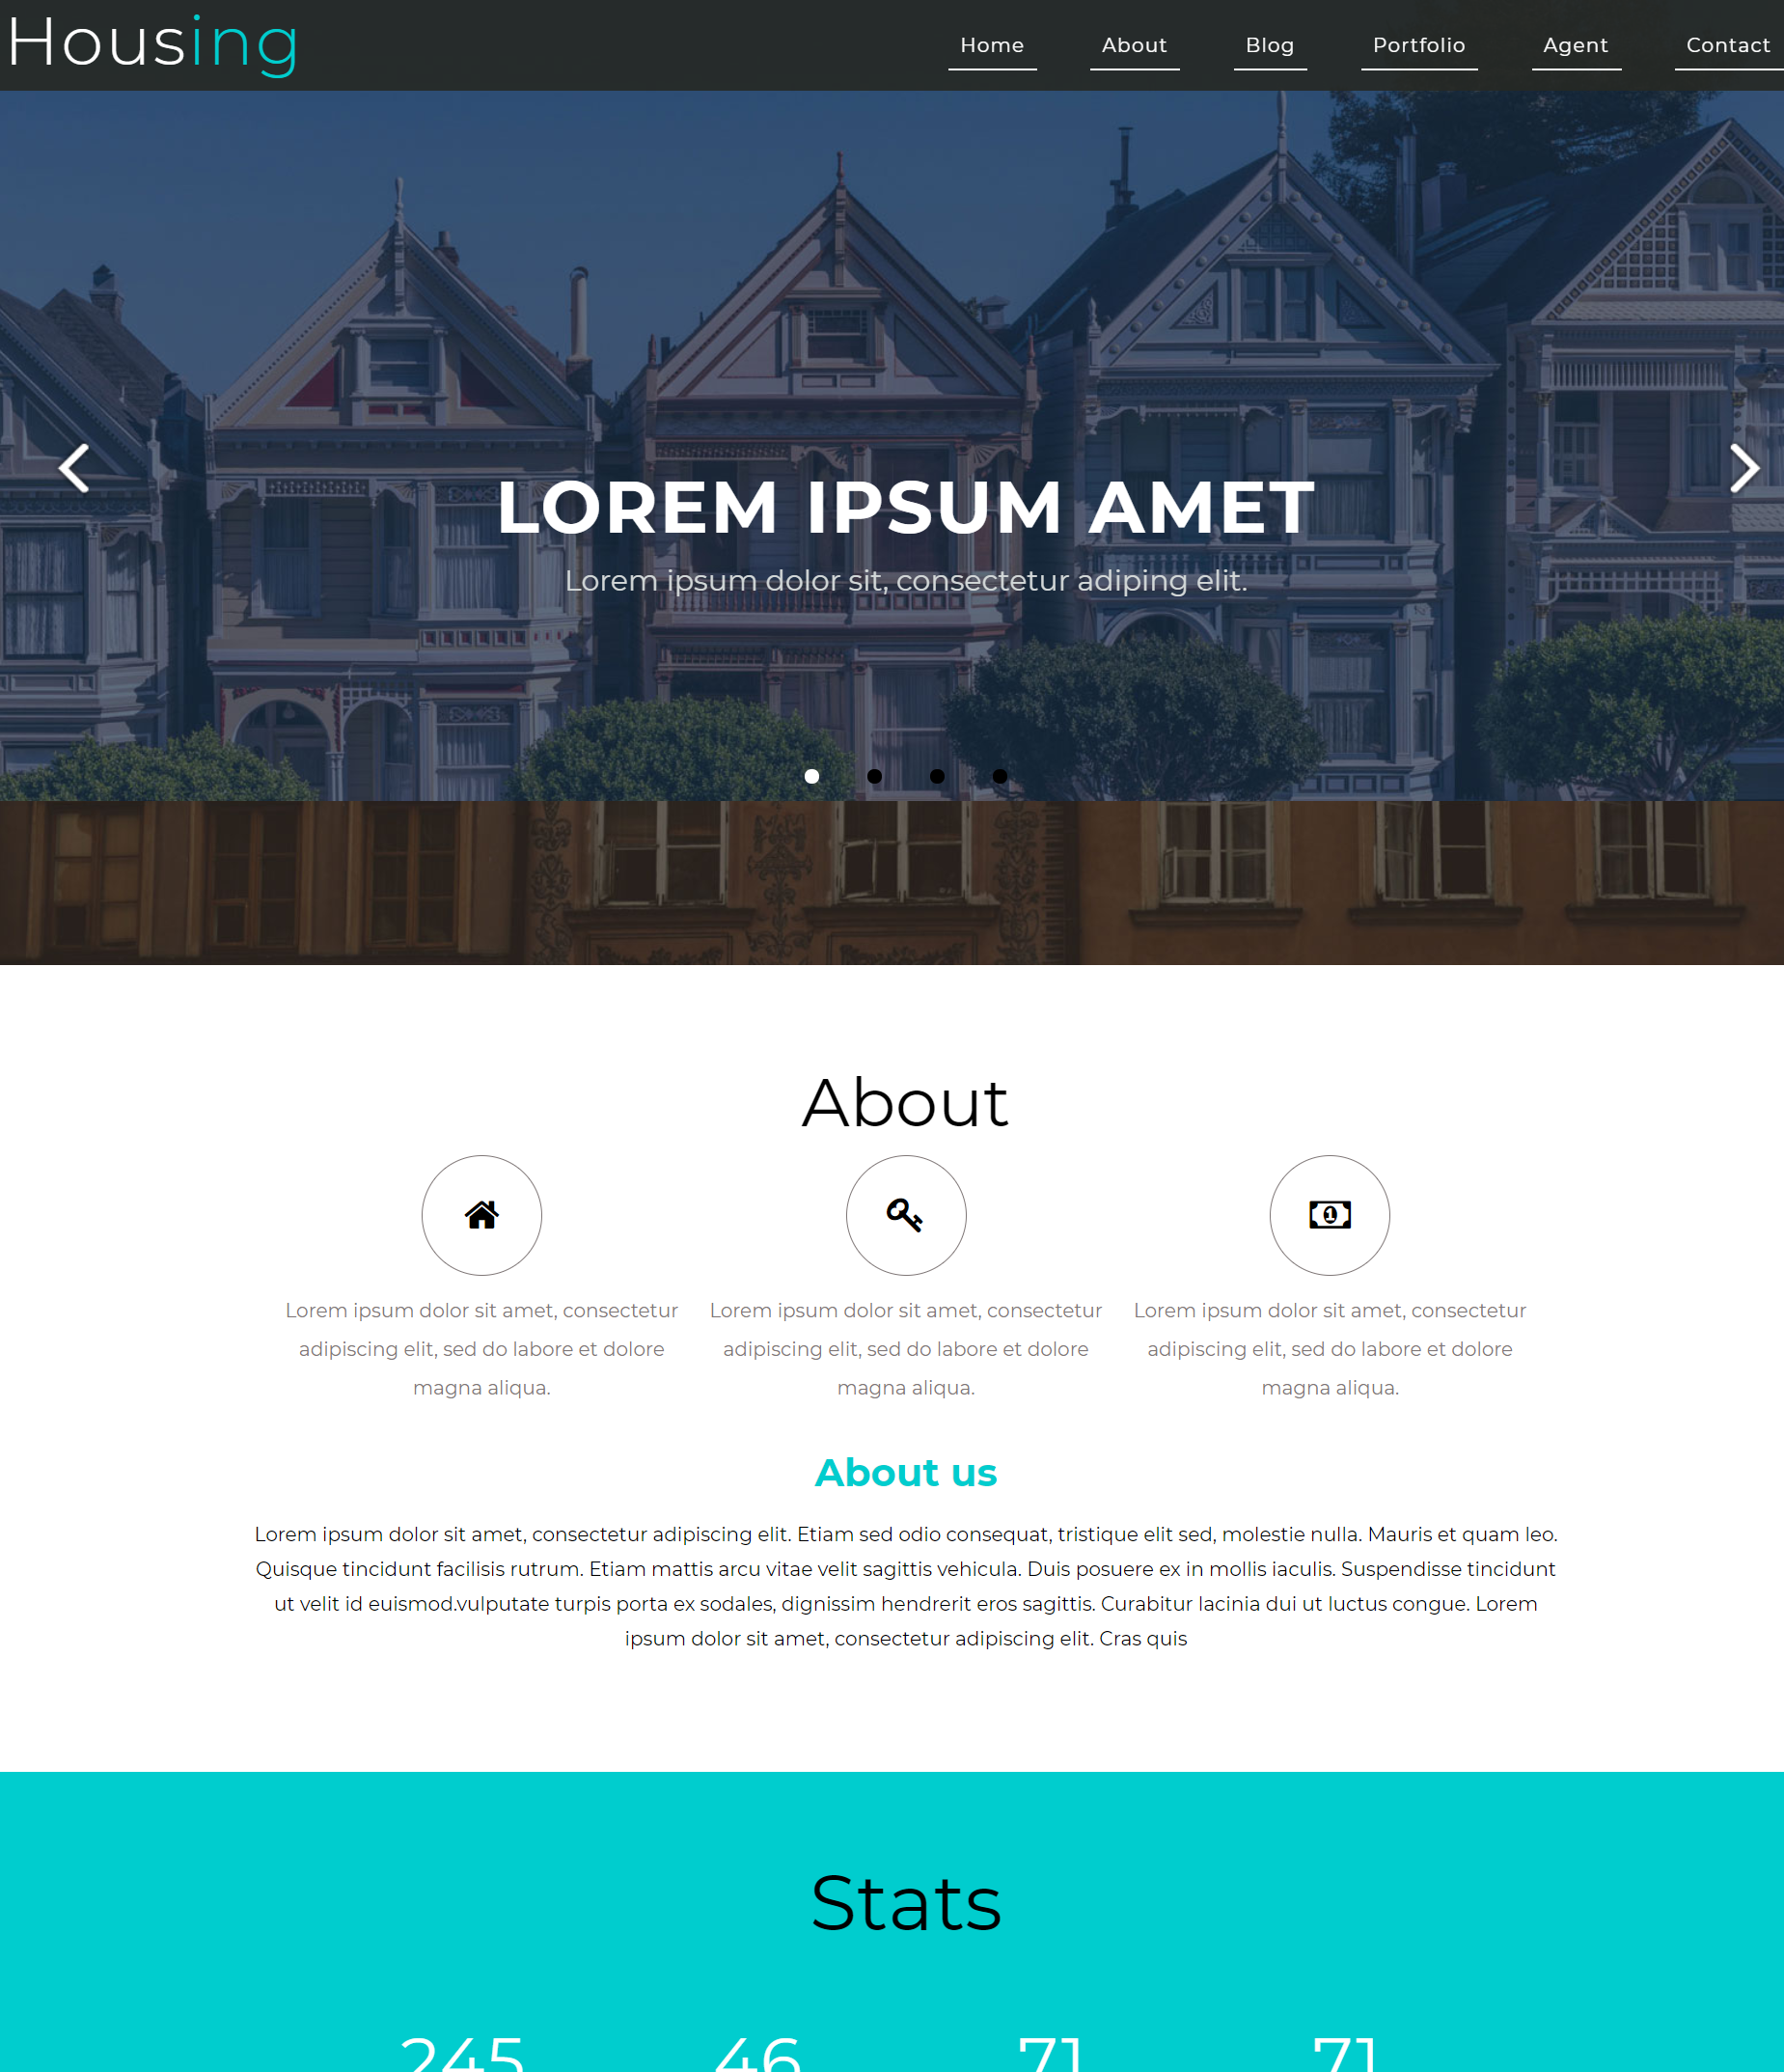 Housing
Home About Blog Portfolio Agent Contact
LOREM IPSUM AMET
Lorem ipsum dolor sit, consectetur adiping elit.
About
1
Lorem ipsum dolor sit amet, consectetur
adipiscing elit, sed do labore et dolore
magna aliqua.
Lorem ipsum dolor sit amet, consectetur
adipiscing elit, sed do labore et dolore
magna aliqua.
Lorem ipsum dolor sit amet, consectetur
adipiscing elit, sed do labore et dolore
magna aliqua.
About us
Lorem ipsum dolor sit amet, consectetur adipiscing elit. Etiam sed odio consequat, tristique elit sed, molestie nulla. Mauris et quam leo.
Quisque tincidunt facilisis rutrum. Etiam mattis arcu vitae velit sagittis vehicula. Duis posuere ex in mollis iaculis. Suspendisse tincidunt
ut velit id euismod.vulputate turpis porta ex sodales, dignissim hendrerit eros sagittis. Curabitur lacinia dui ut luctus congue. Lorem
ipsum dolor sit amet, consectetur adipiscing elit. Cras quis
Stats
245 46 71 71